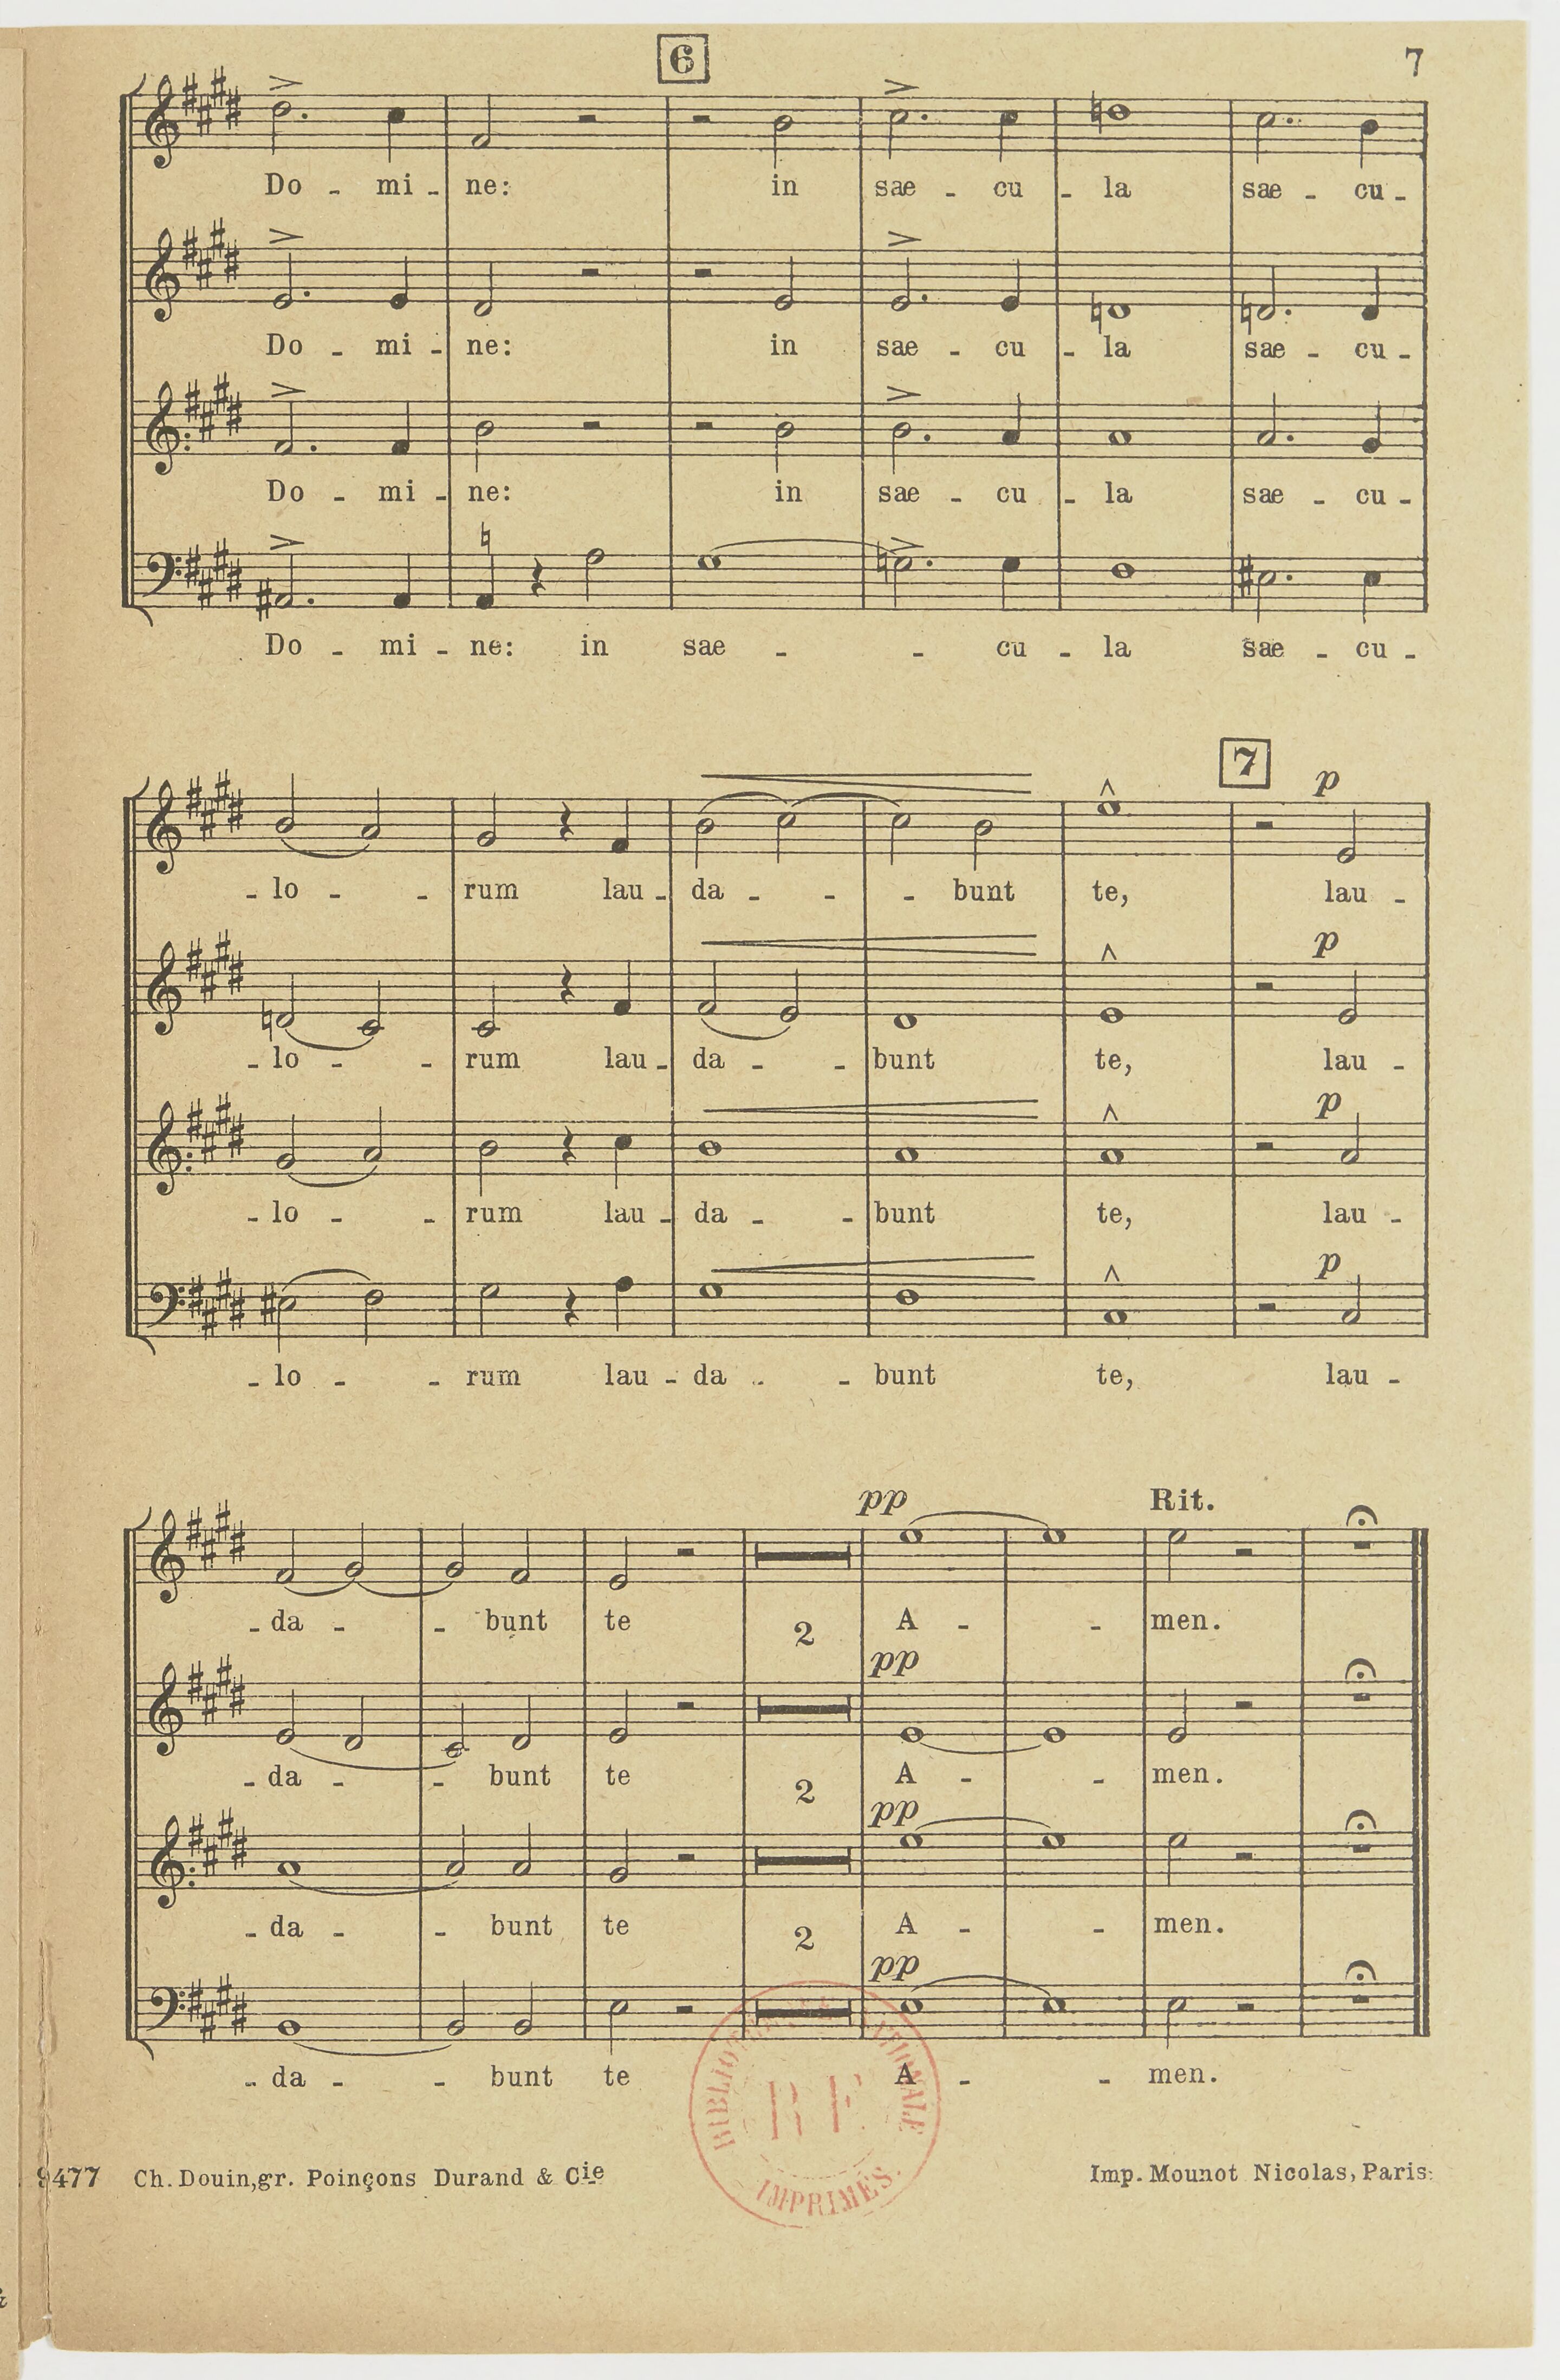 6 7
Do - mi - ne: in sae - cu - la sae - cu -
Do - mi - ne: in sae - cu - la sae - cu -
Do - mi - ne: in sae - cu - la sae - cu -
Do - mi - ne: in sae - - cu - la sae - cu -
7 p
- lo - - rum lau - da - - - bunt te, lau -
p
- lo - - rum lau - da - - bunt te, lau -
p
- lo - - rum lau - da - - bunt te, lau -
p
- lo - - rum lau - da - - bunt te, lau -
pp Rit.
- da - - bunt te 2 A - - men.
pp
- da - - bunt te 2 A - - men.
pp
- da - - bunt te 2 A - - men.
pp
- da - - bunt te A - - men.
BIBLIOTHÈQUE NATIONALE
R F
IMPRIMÉS.
9477 Ch. Douin, gr. Poinçons Durand & Cie Imp. Mounot Nicolas, Paris.